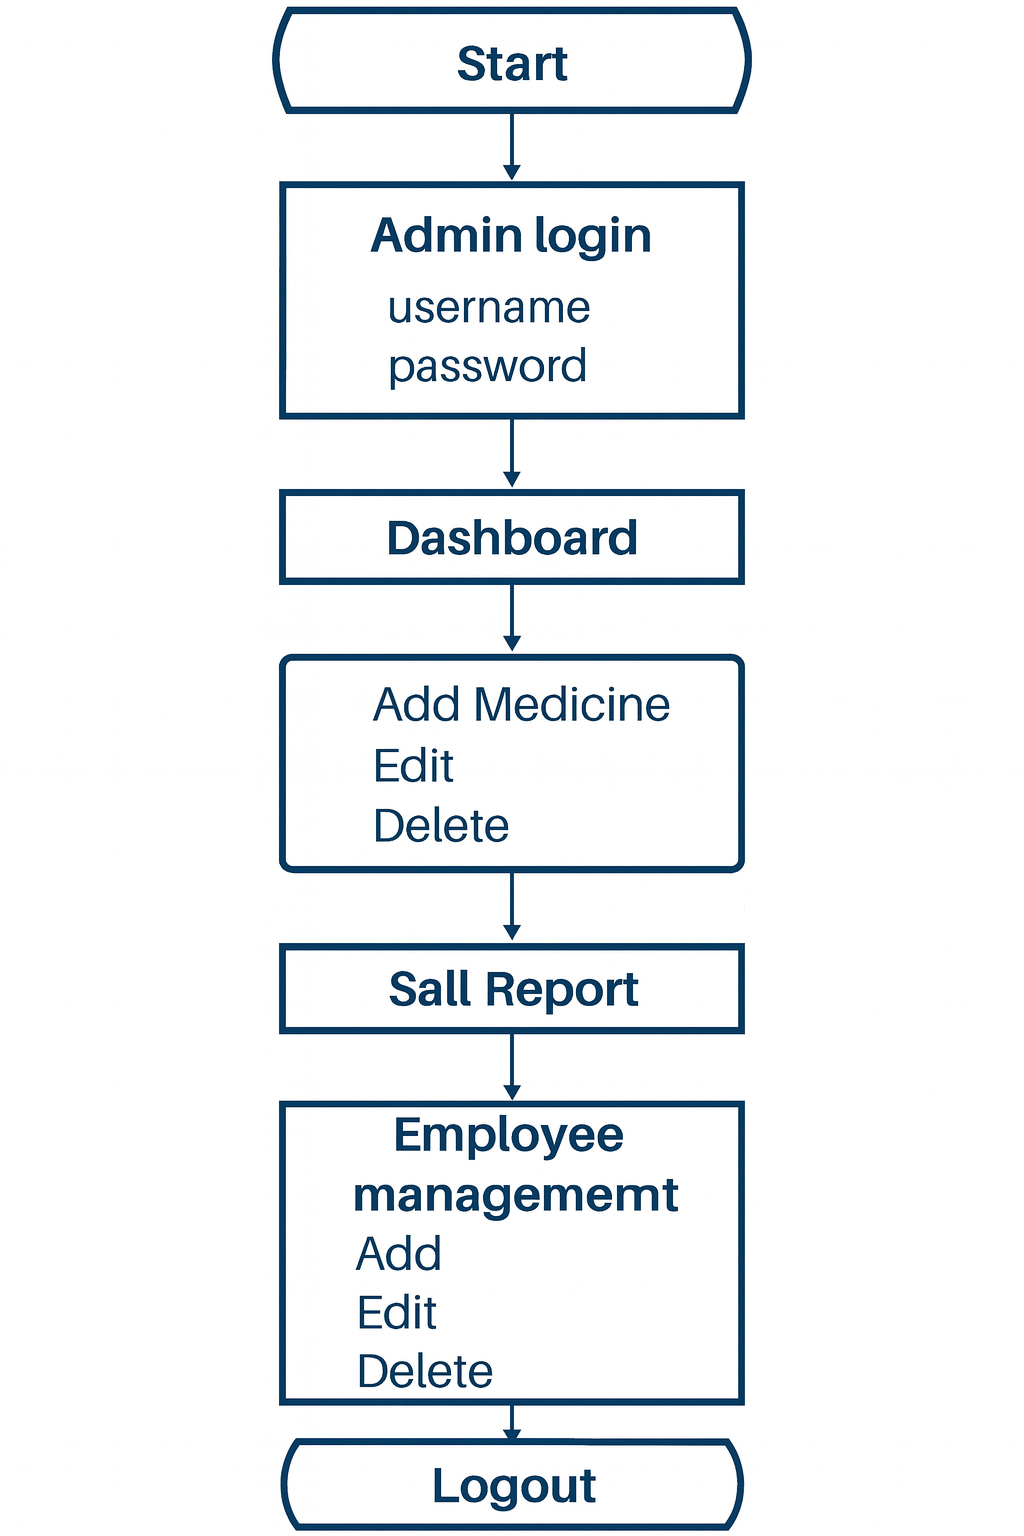 Start
Admin login
username
password
Dashboard
Add Medicine
Edit
Delete
Sall Report
Employee
managememt
Add
Edit
Delete
Logout